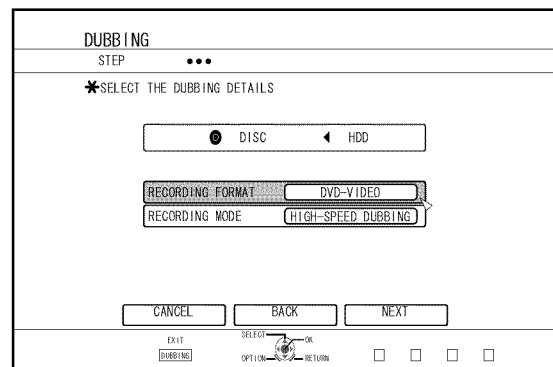 DUBBING
STEP
SELECT THE DUBBING DETAILS
DISC HDD
RECORDING FORMAT DVD-VIDEO
RECORDING MODE HIGH-SPEED DUBBING
CANCEL BACK NEXT
EXIT SELECT OK
DUBBING OPTION RETURN